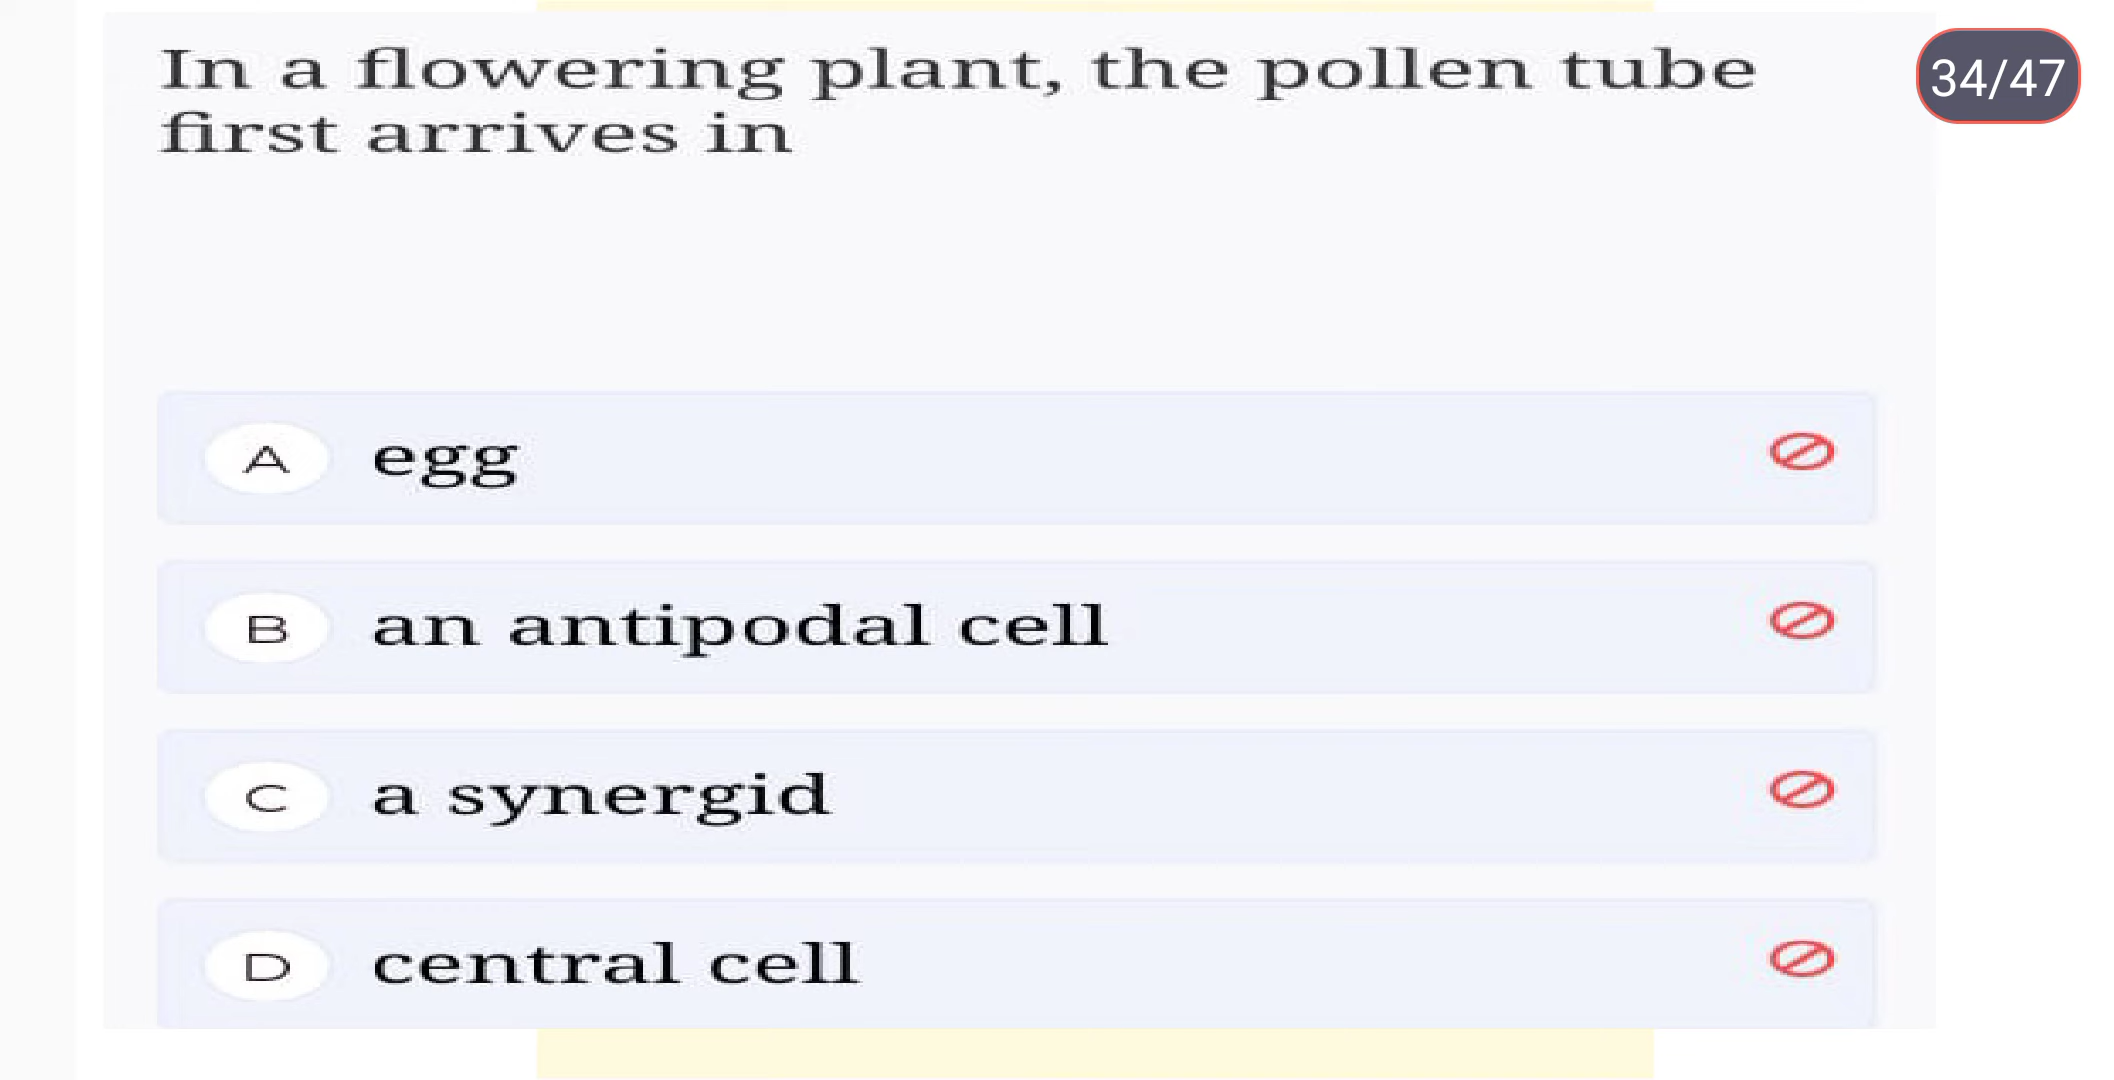 In a flowering plant, the pollen tube
first arrives in
34/47
A egg
B an antipodal cell
C a synergid
D central cell